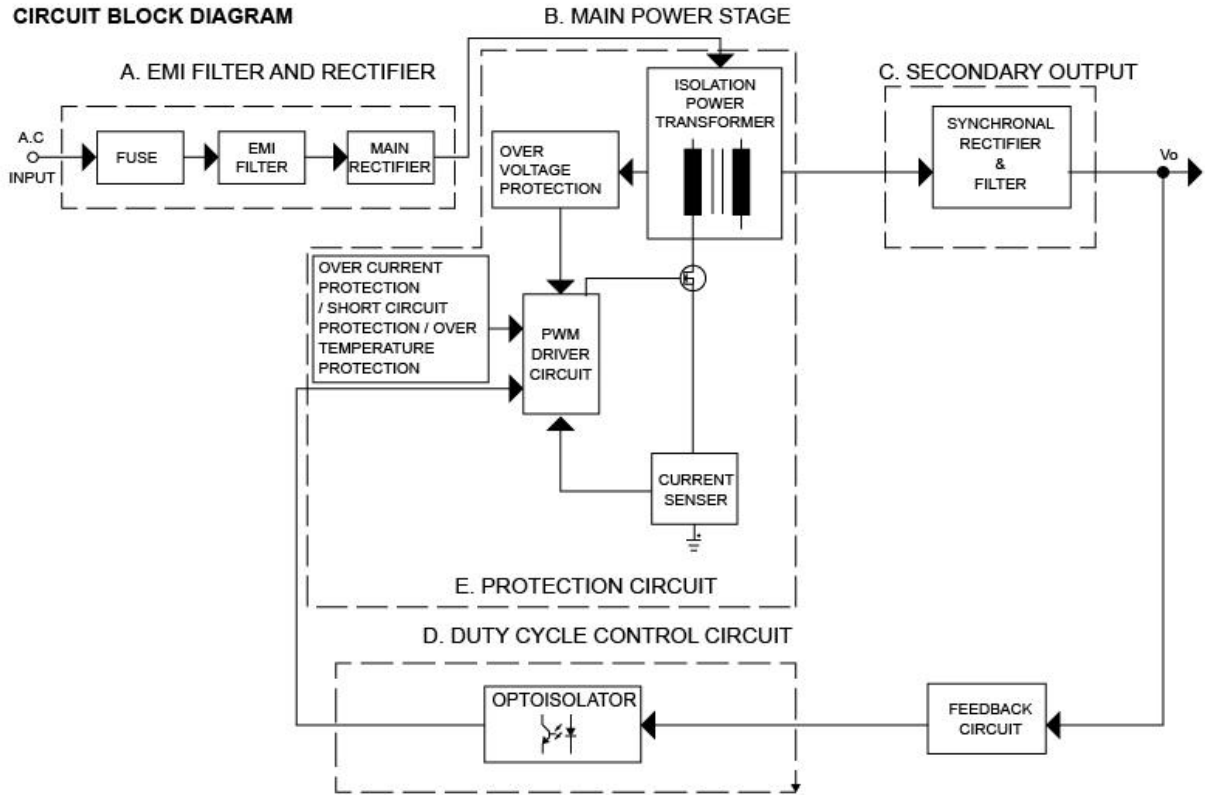 CIRCUIT BLOCK DIAGRAM
B. MAIN POWER STAGE
A. EMI FILTER AND RECTIFIER
C. SECONDARY OUTPUT
A.C
INPUT
FUSE
EMI
FILTER
MAIN
RECTIFIER
OVER
VOLTAGE
PROTECTION
ISOLATION
POWER
TRANSFORMER
SYNCHRONAL
RECTIFIER
&
FILTER
Vo
OVER CURRENT
PROTECTION
/ SHORT CIRCUIT
PROTECTION / OVER
TEMPERATURE
PROTECTION
PWM
DRIVER
CIRCUIT
CURRENT
SENSER
E. PROTECTION CIRCUIT
D. DUTY CYCLE CONTROL CIRCUIT
OPTOISOLATOR
FEEDBACK
CIRCUIT